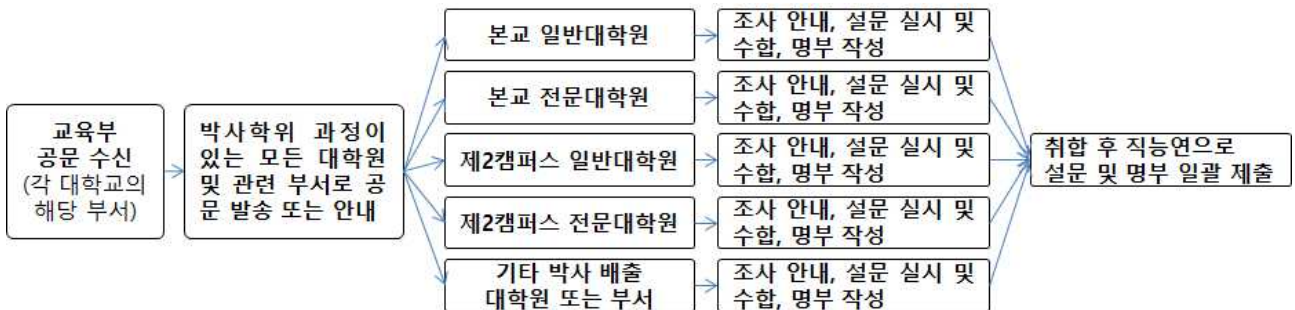 교육부
공문 수신
(각 대학교의
해당 부서)
박사학위 과정이
있는 모든 대학원
및 관련 부서로 공
문 발송 또는 안내
본교 일반대학원
조사 안내, 설문 실시 및
수합, 명부 작성
본교 전문대학원
조사 안내, 설문 실시 및
수합, 명부 작성
제2캠퍼스 일반대학원
조사 안내, 설문 실시 및
수합, 명부 작성
제2캠퍼스 전문대학원
조사 안내, 설문 실시 및
수합, 명부 작성
기타 박사 배출
대학원 또는 부서
조사 안내, 설문 실시 및
수합, 명부 작성
취합 후 직능연으로
설문 및 명부 일괄 제출